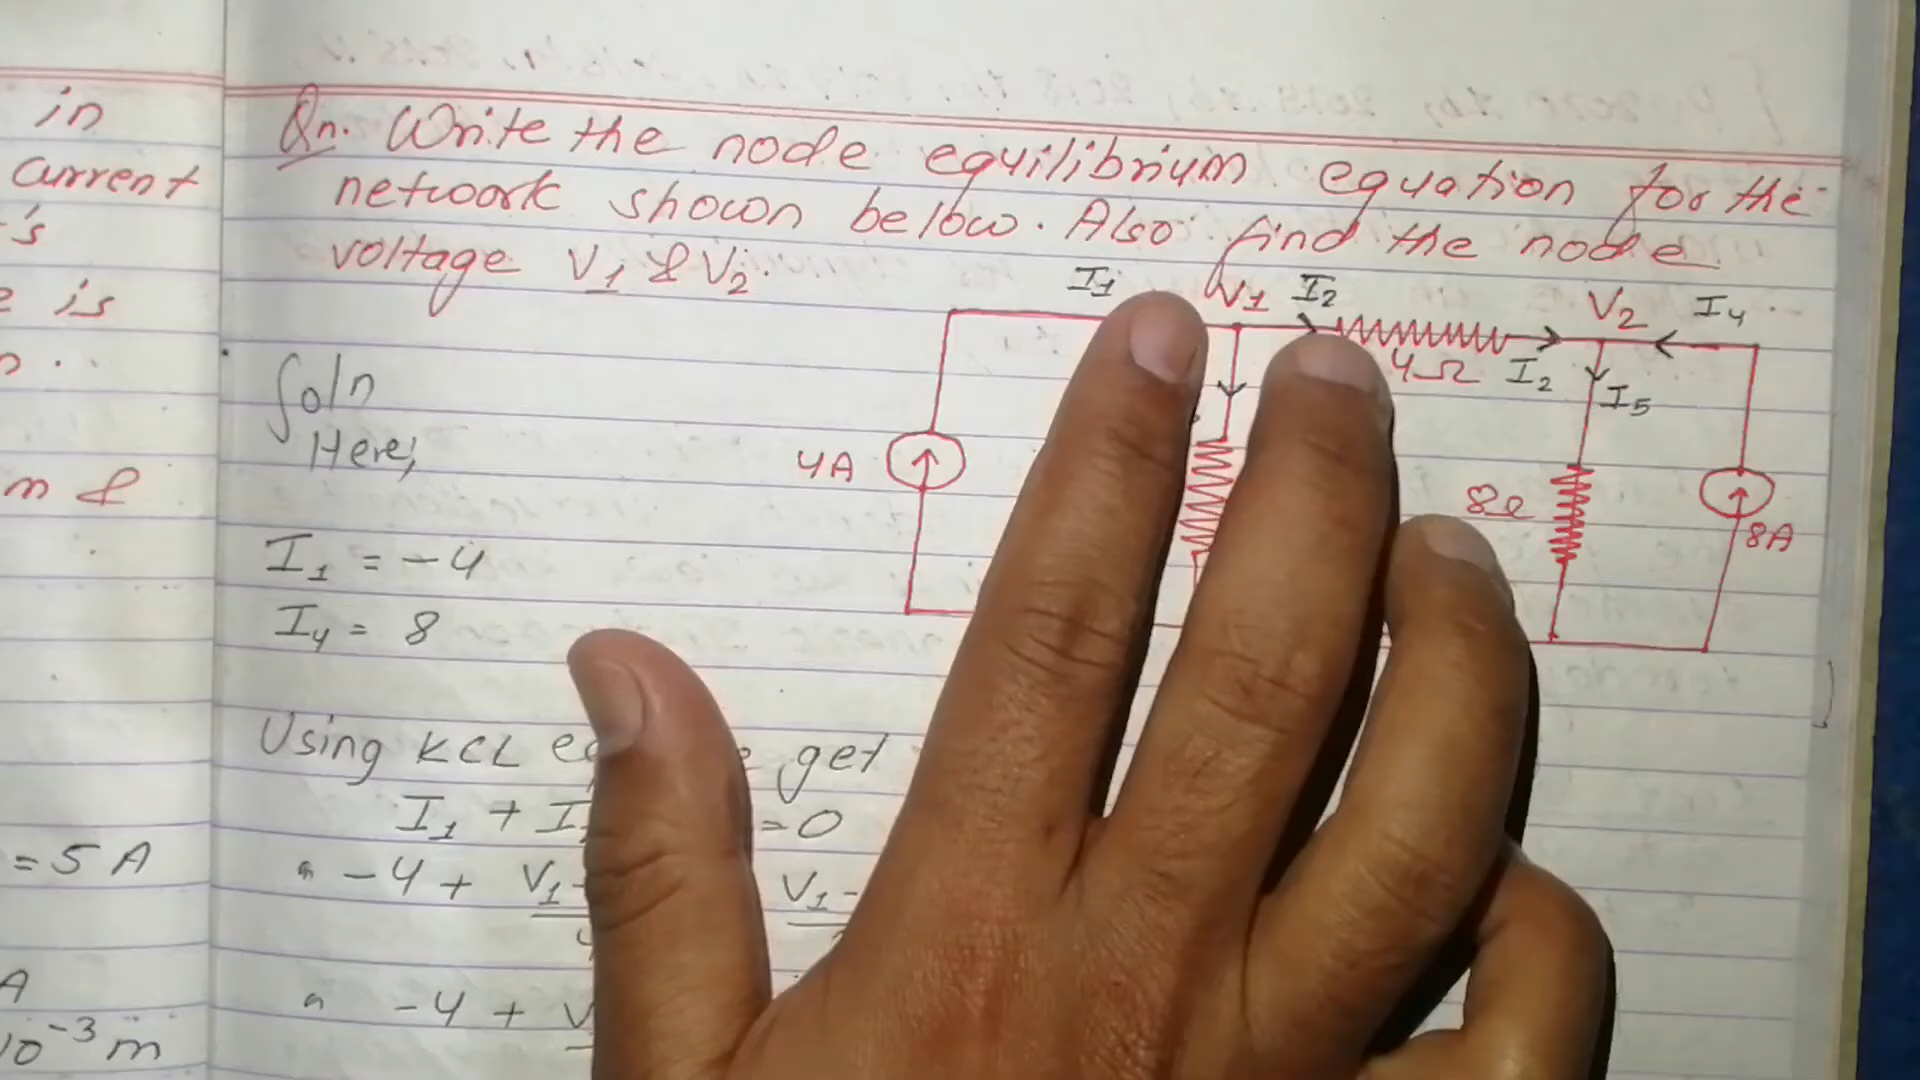 in
current
-'s
e is
n.
m &
= 5 A
A
10⁻³ m
Qn. Write the node equilibrium equation for the
network shown below. Also find the node
voltage V1 & V2.
I1 V1 I2 V2 I4
4Ω I2 I5
4A 8Ω 8A
Soln
Here,
I1 = -4
I4 = 8
Using KCL get
I1 + =0
-4 + V1- V1-
-4 +